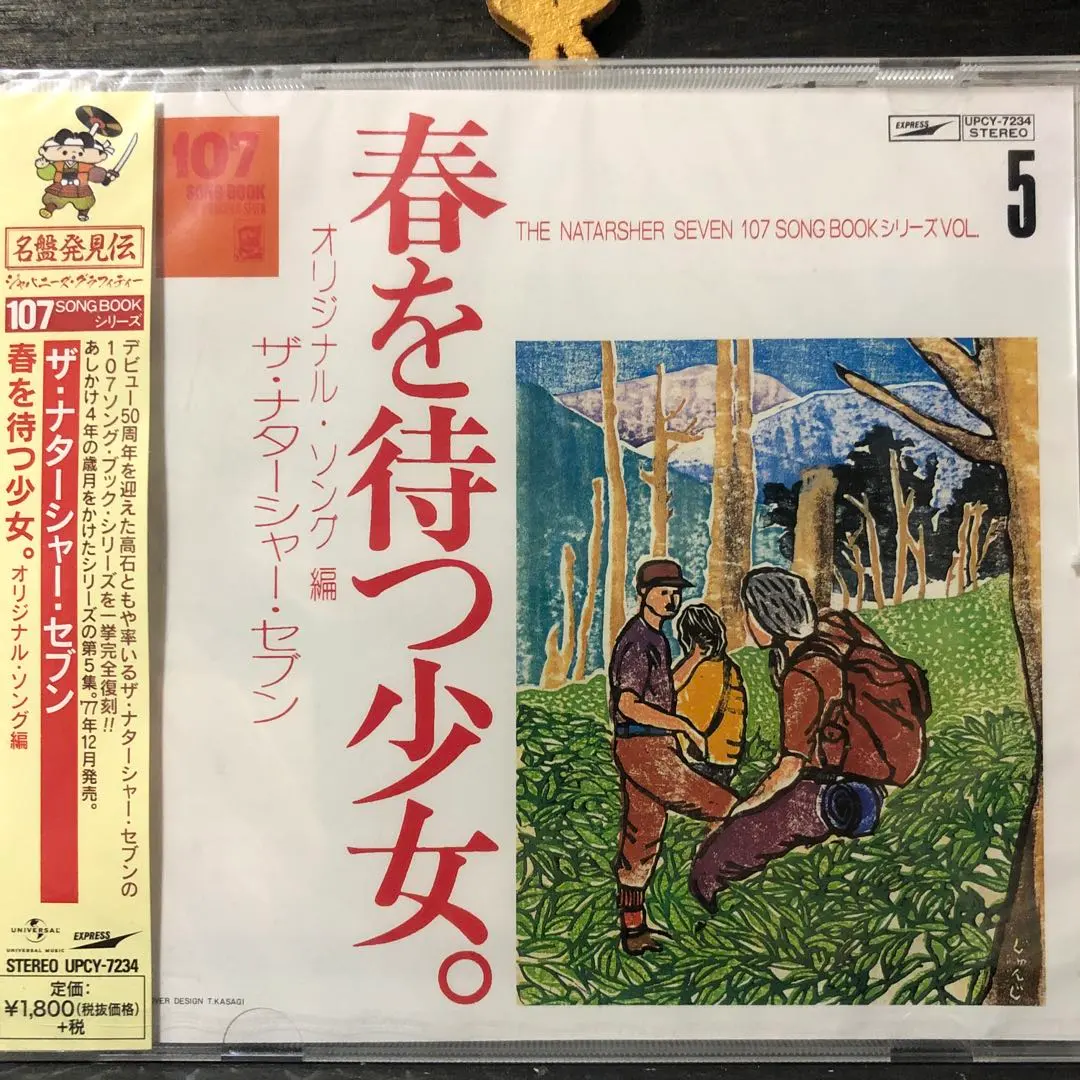 名盤発見伝
ジャパニーズ・グラフィティー
107 SONG BOOK
シリーズ
デビュー50周年を迎えた高石ともや率いるザ・ナターシャー・セブンの
107ソング・ブック・シリーズを一挙完全復刻!!
あしかけ4年の歳月をかけたシリーズの第5集。'77年12月発売。
ザ・ナターシャー・セブン
春を待つ少女。オリジナル・ソング編
UNIVERSAL
UNIVERSAL MUSIC
EXPRESS
STEREO UPCY-7234
定価:
¥1,800(税抜価格)
+税
107
SONG BOOK
春を待つ少女。
オリジナル・ソング編
ザ・ナターシャー・セブン
EXPRESS
UPCY-7234
STEREO
THE NATARSHER SEVEN 107 SONG BOOKシリーズVOL.
5
じゅんじ
VER DESIGN T.KASAGI